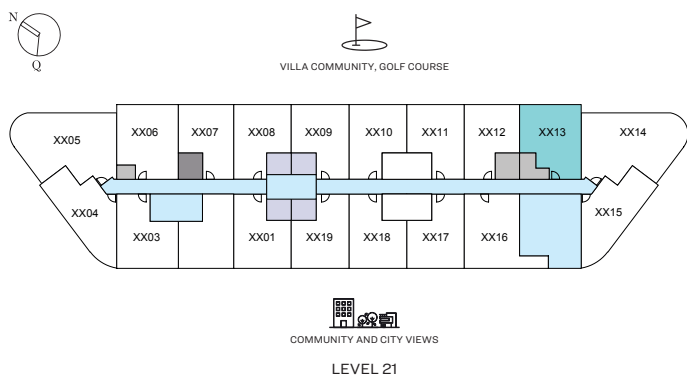 N
Q
VILLA COMMUNITY, GOLF COURSE
XX05 XX06 XX07 XX08 XX09 XX10 XX11 XX12 XX13 XX14
XX04 XX03 XX01 XX19 XX18 XX17 XX16 XX15
COMMUNITY AND CITY VIEWS
LEVEL 21